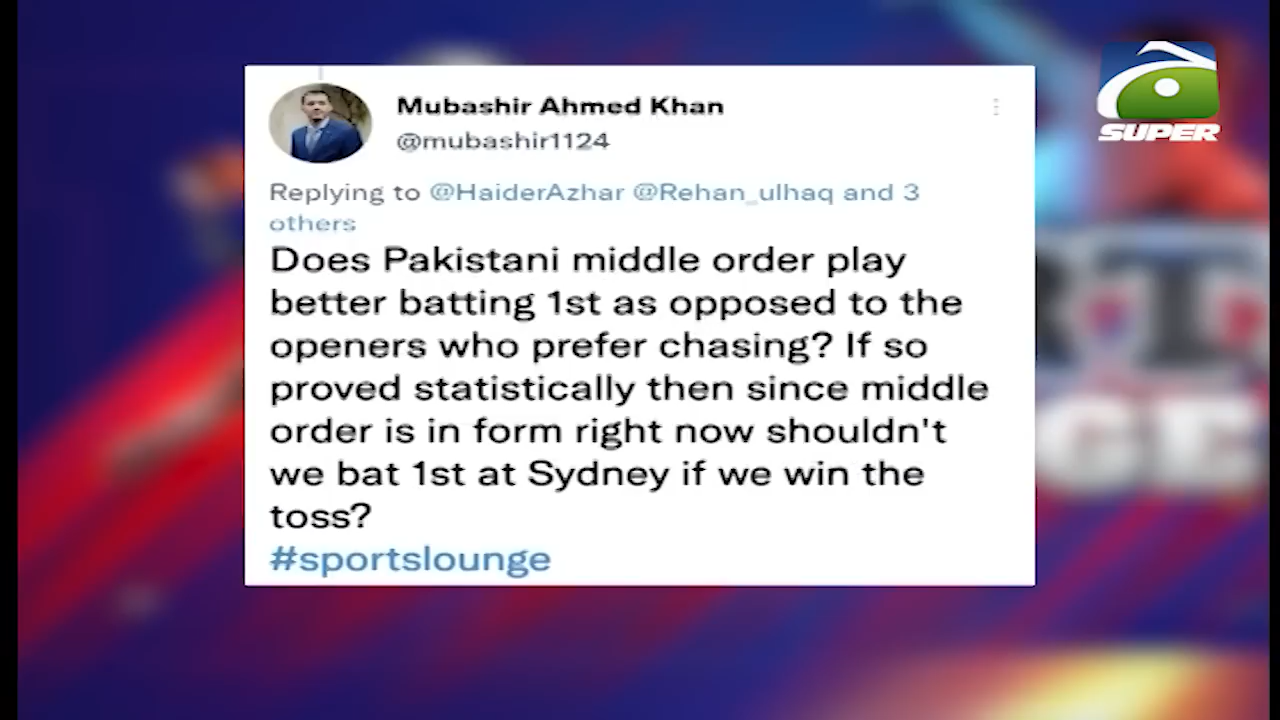 Mubashir Ahmed Khan
@mubashir1124
Replying to @HaiderAzhar @Rehan_ulhaq and 3
others
Does Pakistani middle order play
better batting 1st as opposed to the
openers who prefer chasing? If so
proved statistically then since middle
order is in form right now shouldn't
we bat 1st at Sydney if we win the
toss?
#sportslounge
SUPER